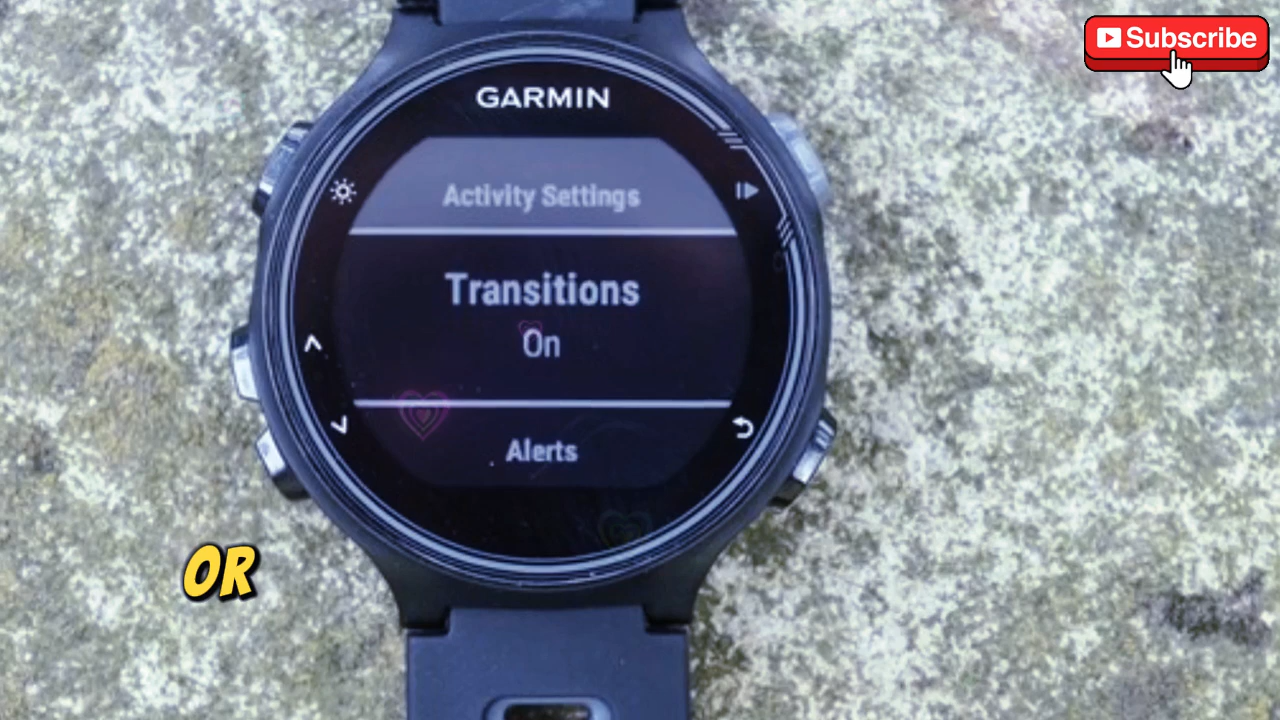 Subscribe
GARMIN
Activity Settings
Transitions
On
Alerts
OR